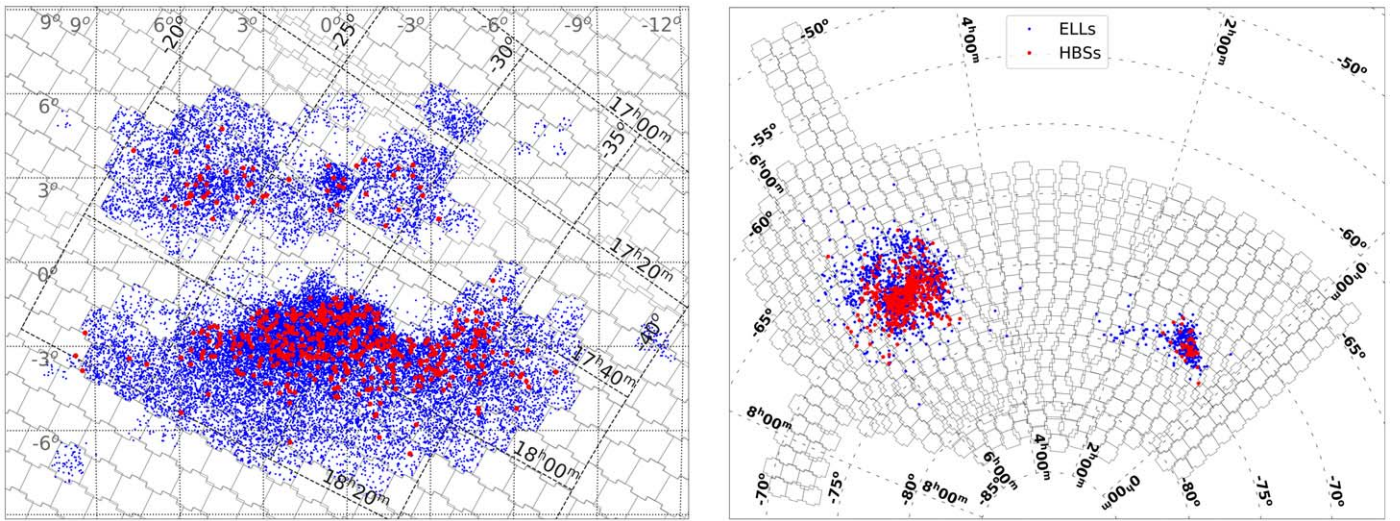 9° 9° 6° 3° 0° -3° -6° -9° -12°
-20° -25° -30°
6°
17ʰ00ᵐ
-35°
3°
17ʰ20ᵐ
0°
-40°
-3°
17ʰ40ᵐ
-6°
18ʰ00ᵐ
18ʰ20ᵐ
ELLs
HBSs
-50° 4ʰ00ᵐ 2ʰ00ᵐ -50°
-55°
6ʰ00ᵐ
-60° -60°
0ʰ00ᵐ
-65° -65°
8ʰ00ᵐ
-70° -75° -80° 8ʰ00ᵐ -85° 6ʰ00ᵐ 4ʰ00ᵐ 2ʰ00ᵐ 0ʰ00ᵐ -80° -75° -70°